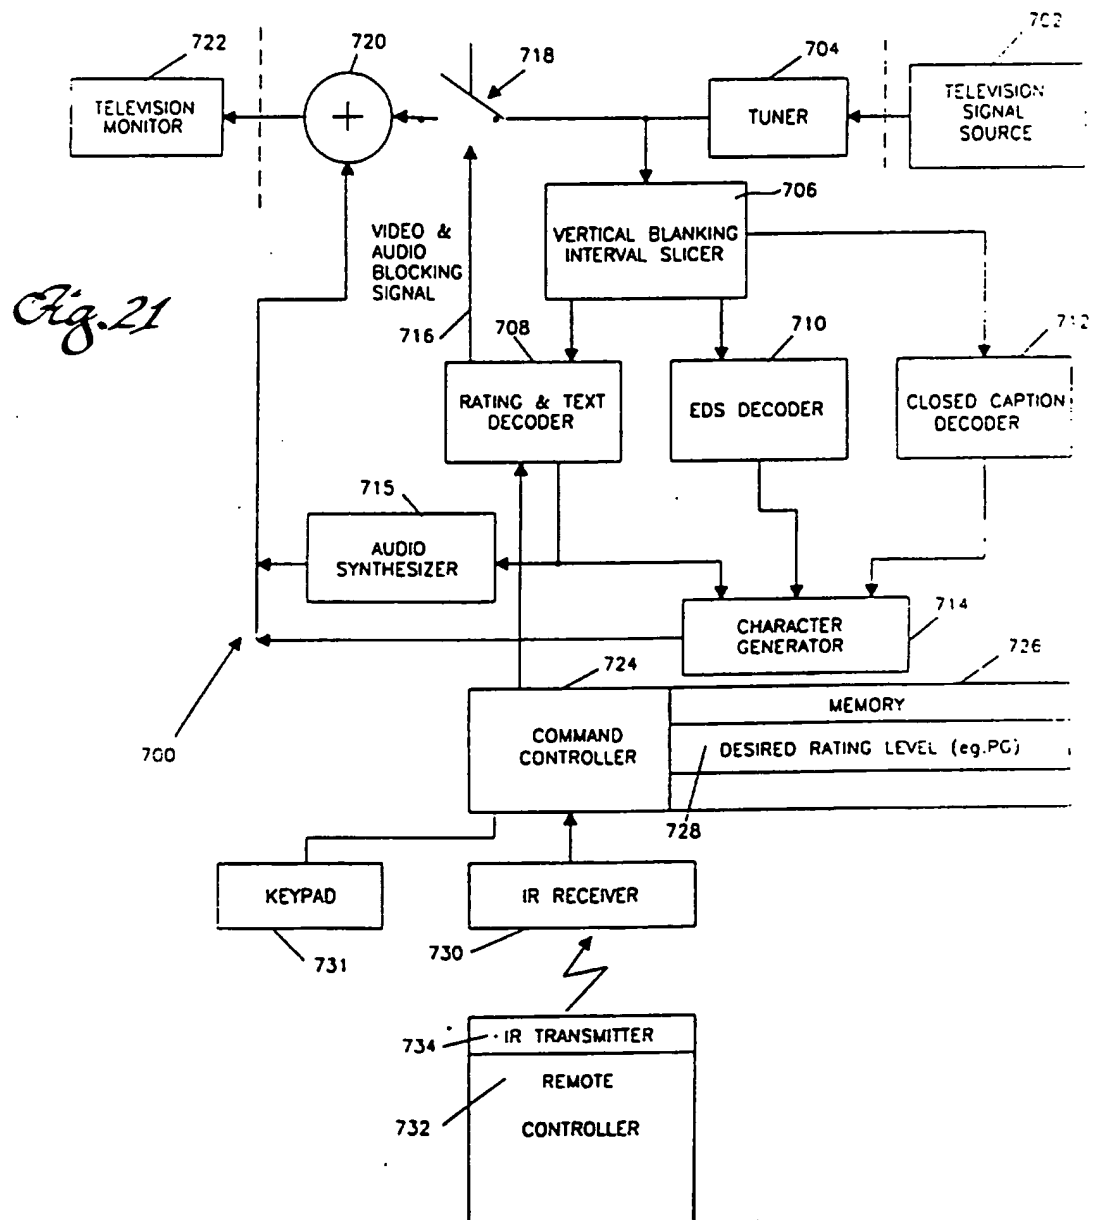 722
720
718
704
702
TELEVISION
MONITOR
+
TUNER
TELEVISION
SIGNAL
SOURCE
706
VIDEO &
AUDIO
BLOCKING
SIGNAL
VERTICAL BLANKING
INTERVAL SLICER
Fig. 21
716
708
710
712
RATING & TEXT
DECODER
EDS DECODER
CLOSED CAPTION
DECODER
715
AUDIO
SYNTHESIZER
CHARACTER
GENERATOR
714
724
726
700
COMMAND
CONTROLLER
MEMORY
DESIRED RATING LEVEL (eg.PG)
728
KEYPAD
IR RECEIVER
731
730
734
IR TRANSMITTER
732
REMOTE
CONTROLLER